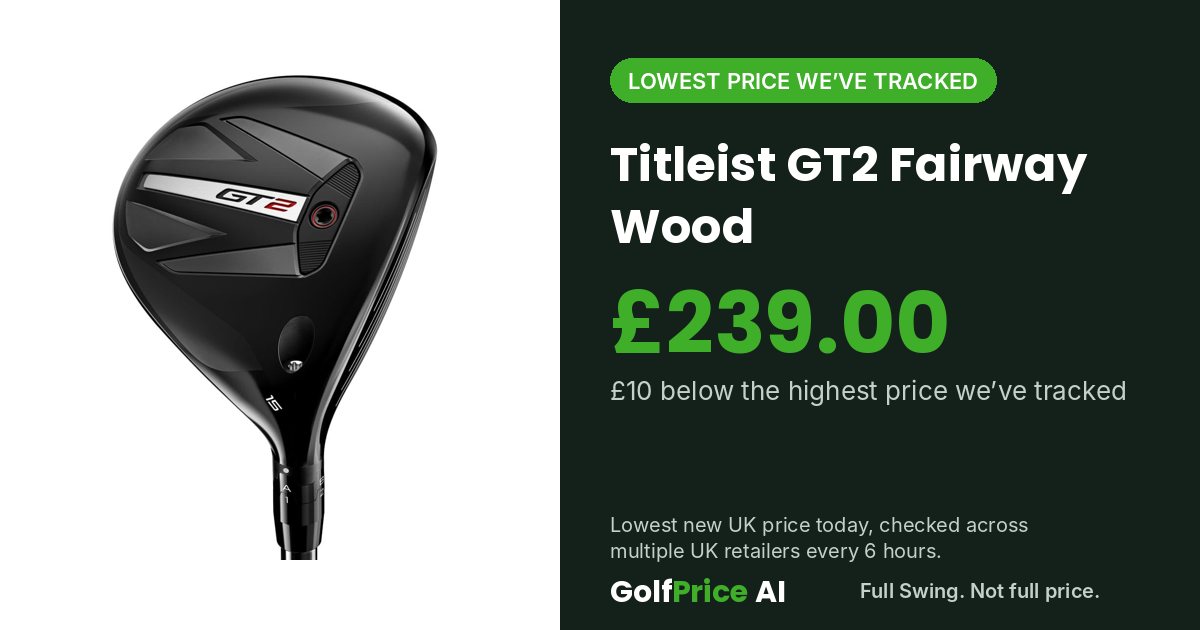 GT2
15
A
1
LOWEST PRICE WE’VE TRACKED
Titleist GT2 Fairway
Wood
£239.00
£10 below the highest price we’ve tracked
Lowest new UK price today, checked across
multiple UK retailers every 6 hours.
GolfPrice AI
Full Swing. Not full price.